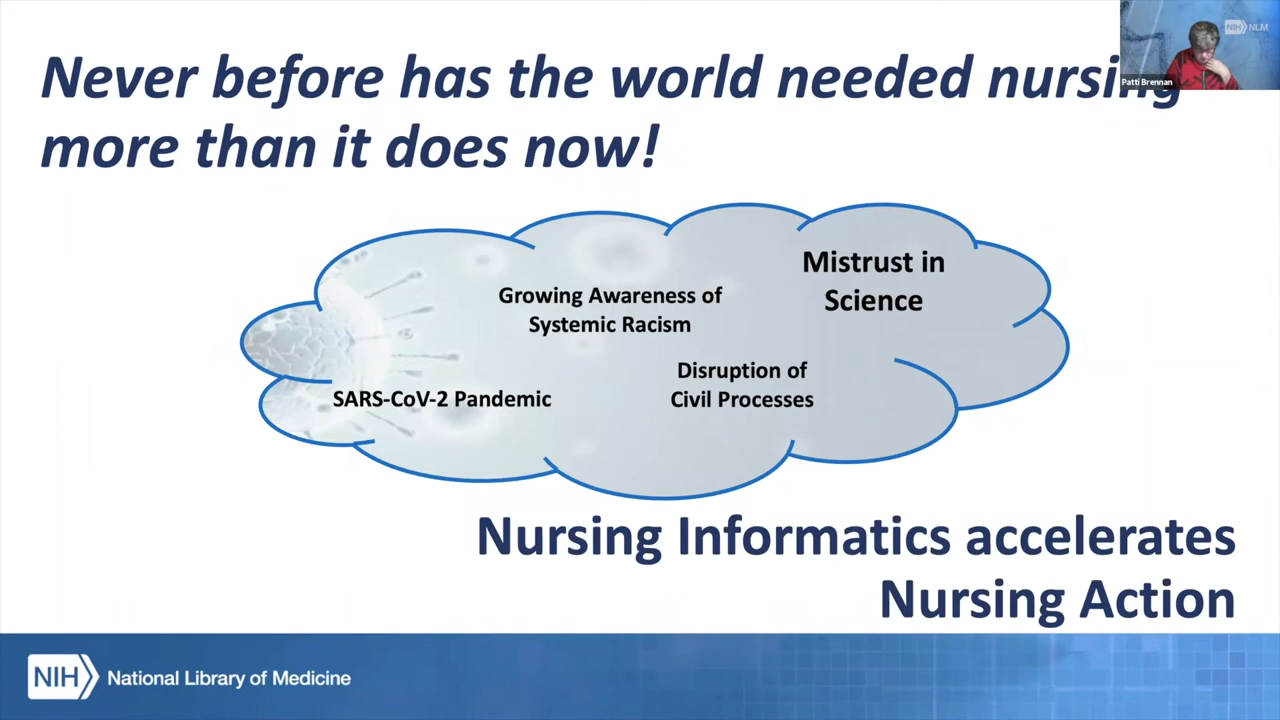 Never before has the world needed nursing
more than it does now!
NIH NLM
Patti Brennan
Mistrust in
Science
Growing Awareness of
Systemic Racism
Disruption of
Civil Processes
SARS-CoV-2 Pandemic
Nursing Informatics accelerates
Nursing Action
NIH National Library of Medicine